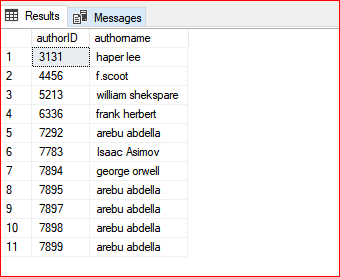 Results Messages
authorID authorname
1 3131 haper lee
2 4456 f.scoot
3 5213 william shekspare
4 6336 frank herbert
5 7292 arebu abdella
6 7783 Isaac Asimov
7 7894 george orwell
8 7895 arebu abdella
9 7897 arebu abdella
10 7898 arebu abdella
11 7899 arebu abdella